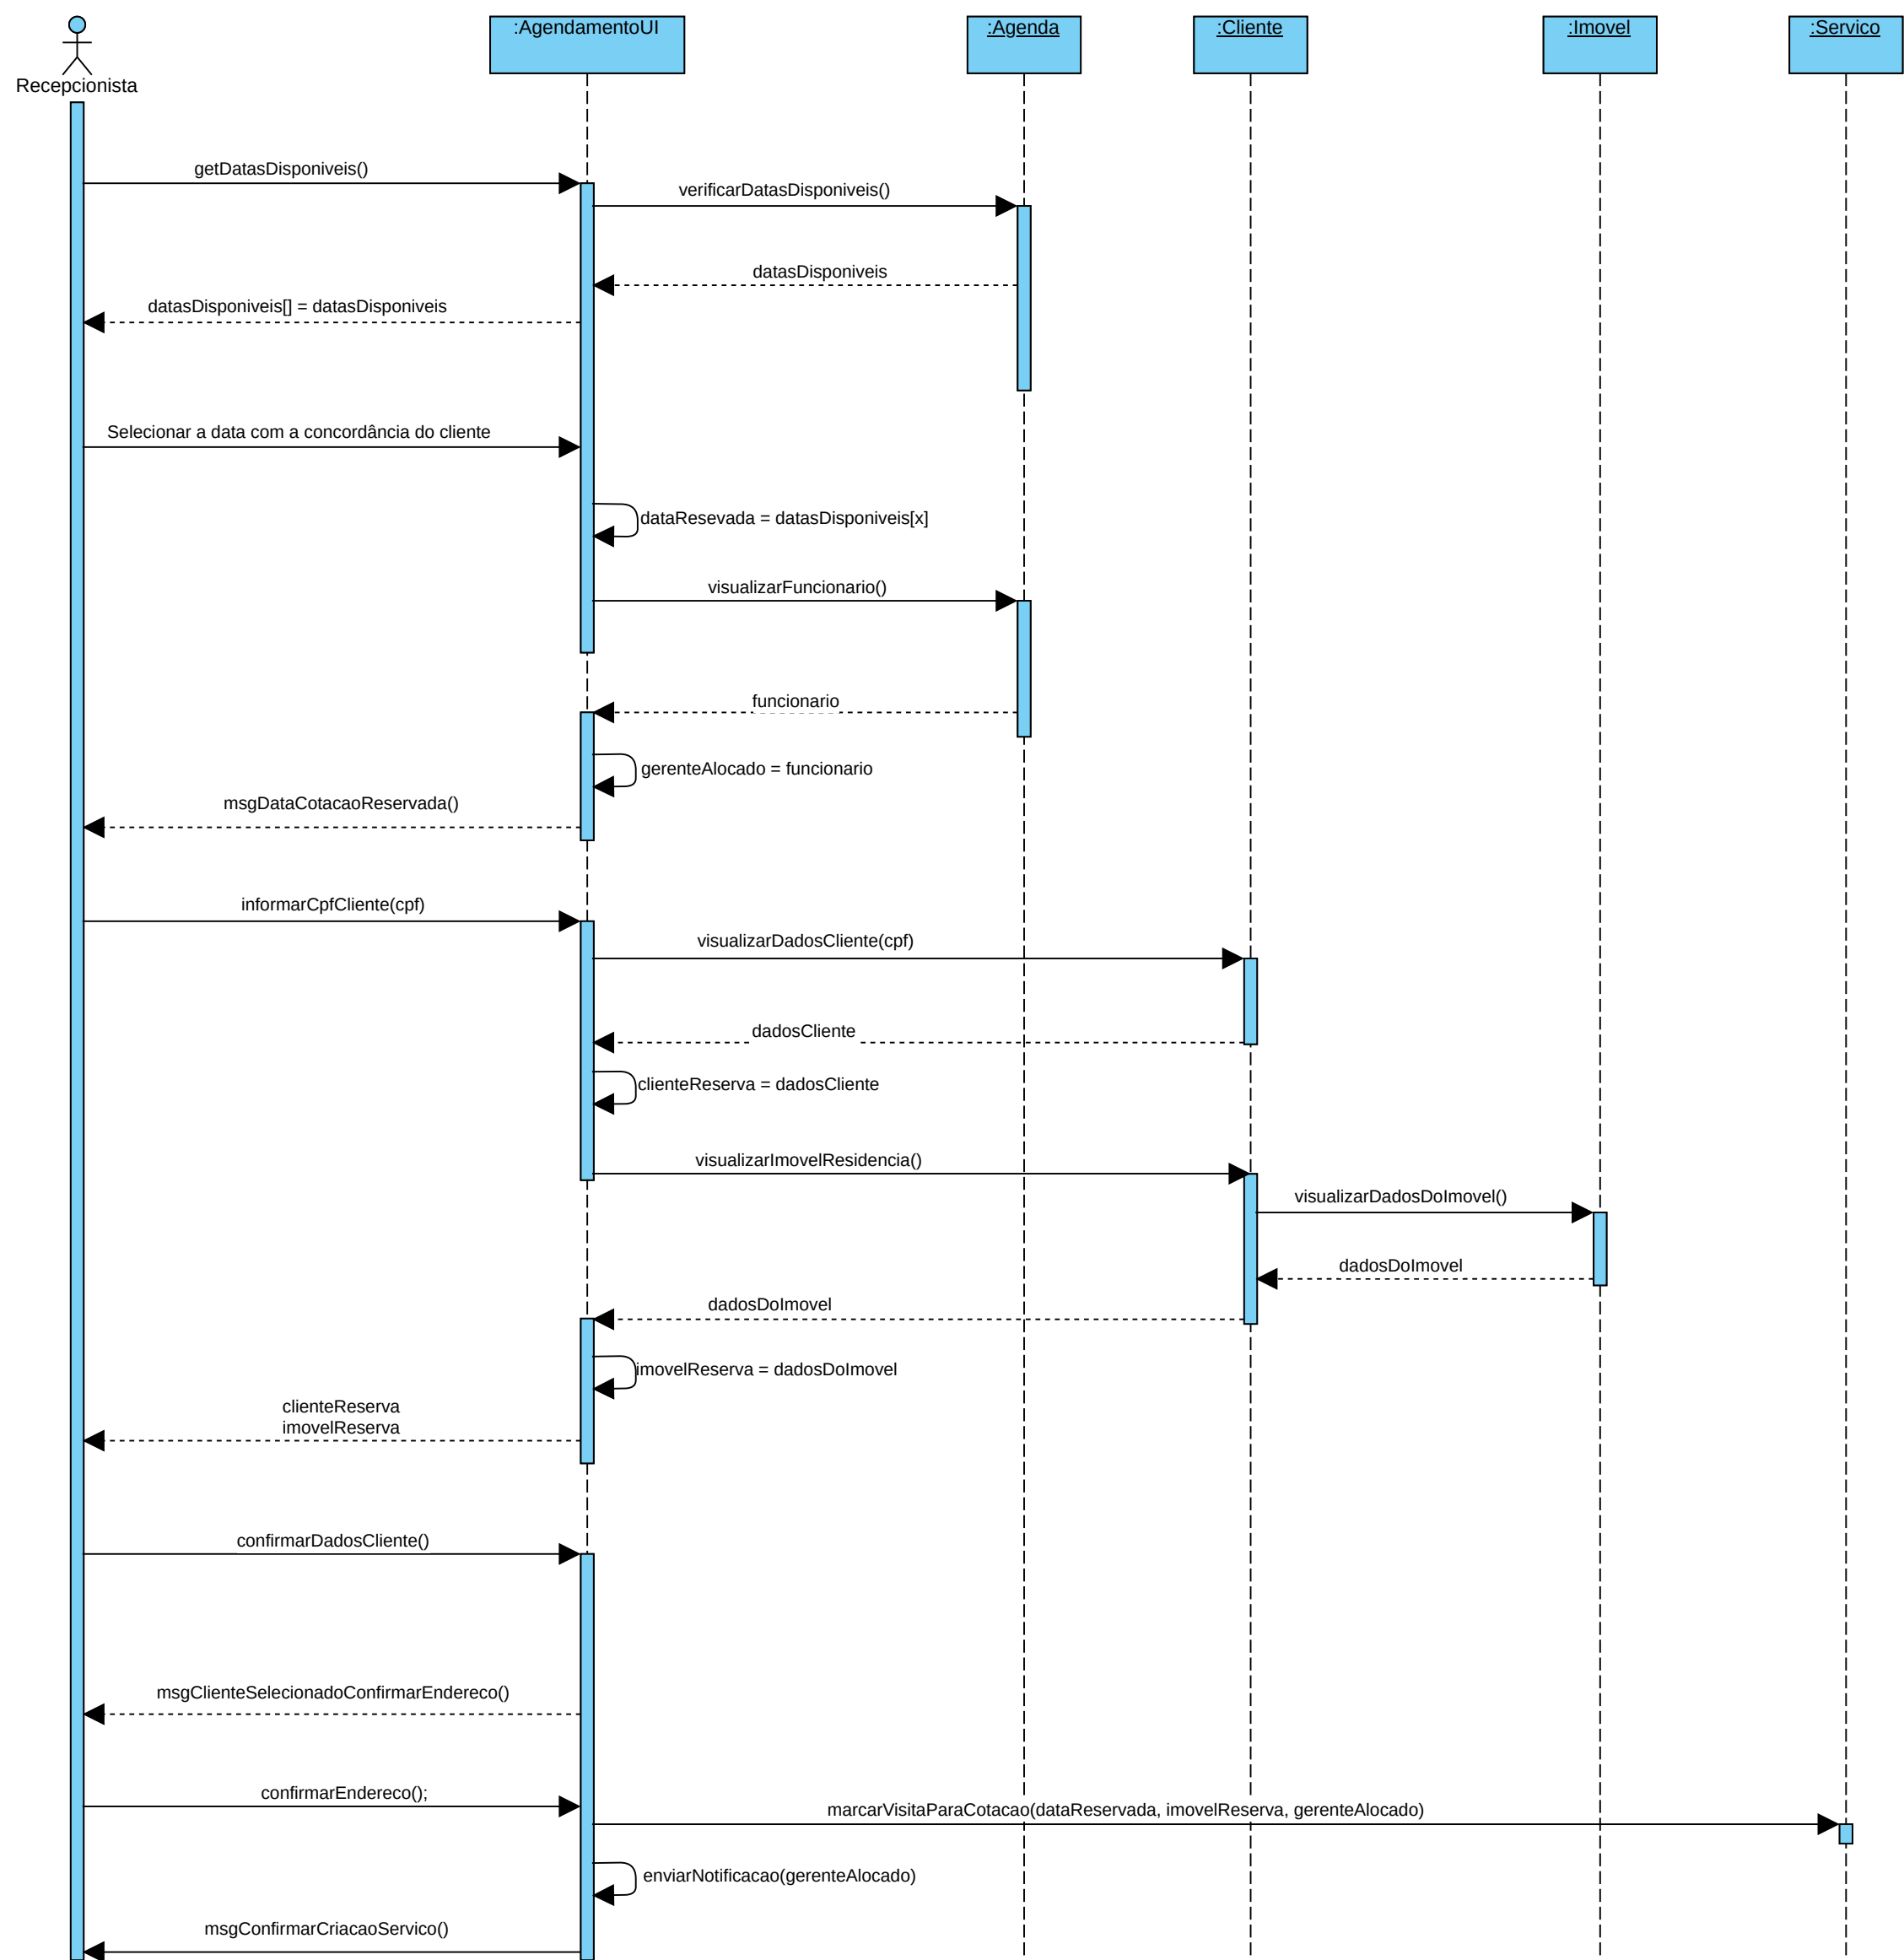 Recepcionista
:AgendamentoUI
:Agenda
:Cliente
:Imovel
:Servico
getDatasDisponiveis()
verificarDatasDisponiveis()
datasDisponiveis
datasDisponiveis[] = datasDisponiveis
Selecionar a data com a concordância do cliente
dataResevada = datasDisponiveis[x]
visualizarFuncionario()
funcionario
gerenteAlocado = funcionario
msgDataCotacaoReservada()
informarCpfCliente(cpf)
visualizarDadosCliente(cpf)
dadosCliente
clienteReserva = dadosCliente
visualizarImovelResidencia()
visualizarDadosDoImovel()
dadosDoImovel
dadosDoImovel
imovelReserva = dadosDoImovel
clienteReserva
imovelReserva
confirmarDadosCliente()
msgClienteSelecionadoConfirmarEndereco()
confirmarEndereco();
marcarVisitaParaCotacao(dataReservada, imovelReserva, gerenteAlocado)
enviarNotificacao(gerenteAlocado)
msgConfirmarCriacaoServico()